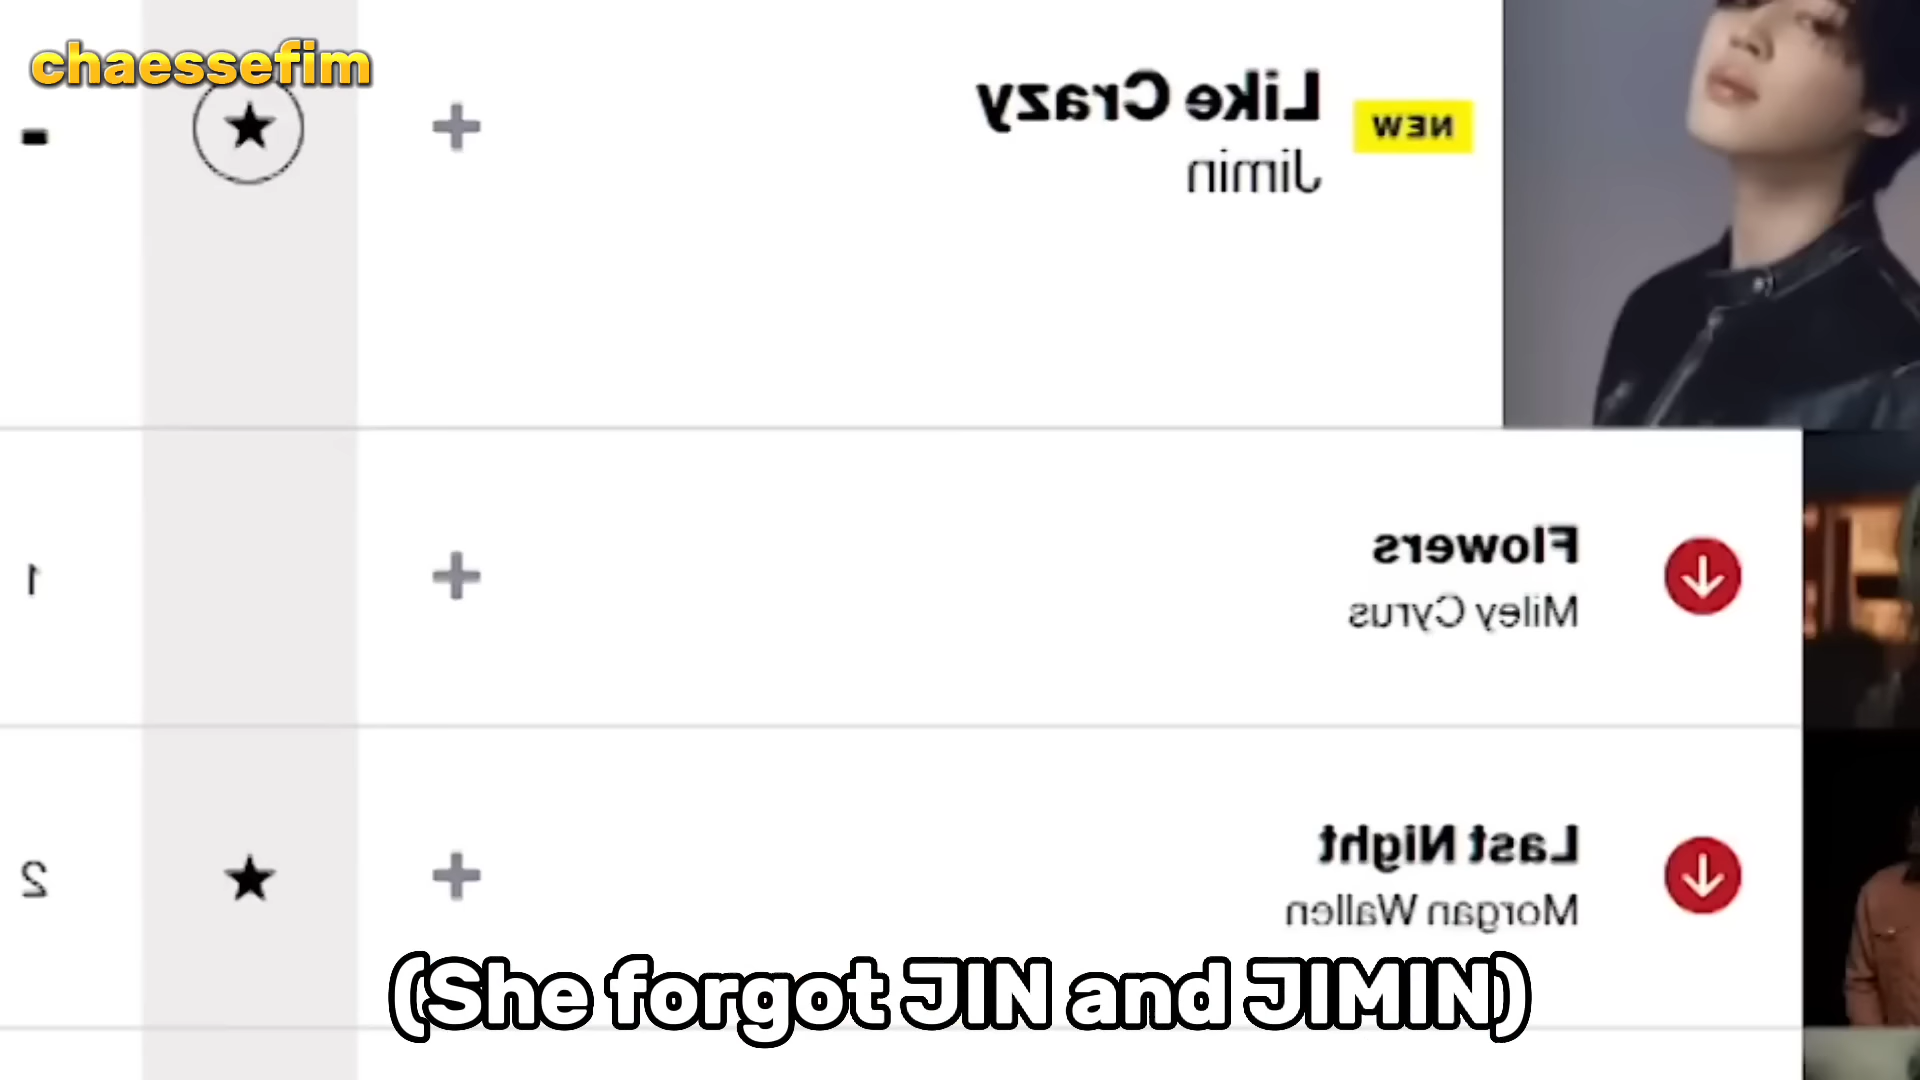 chaessefim
-
NEW
Like Crazy
Jimin
Flowers
Miley Cyrus
1
Last Night
Morgan Wallen
2
(She forgot JIN and JIMIN)